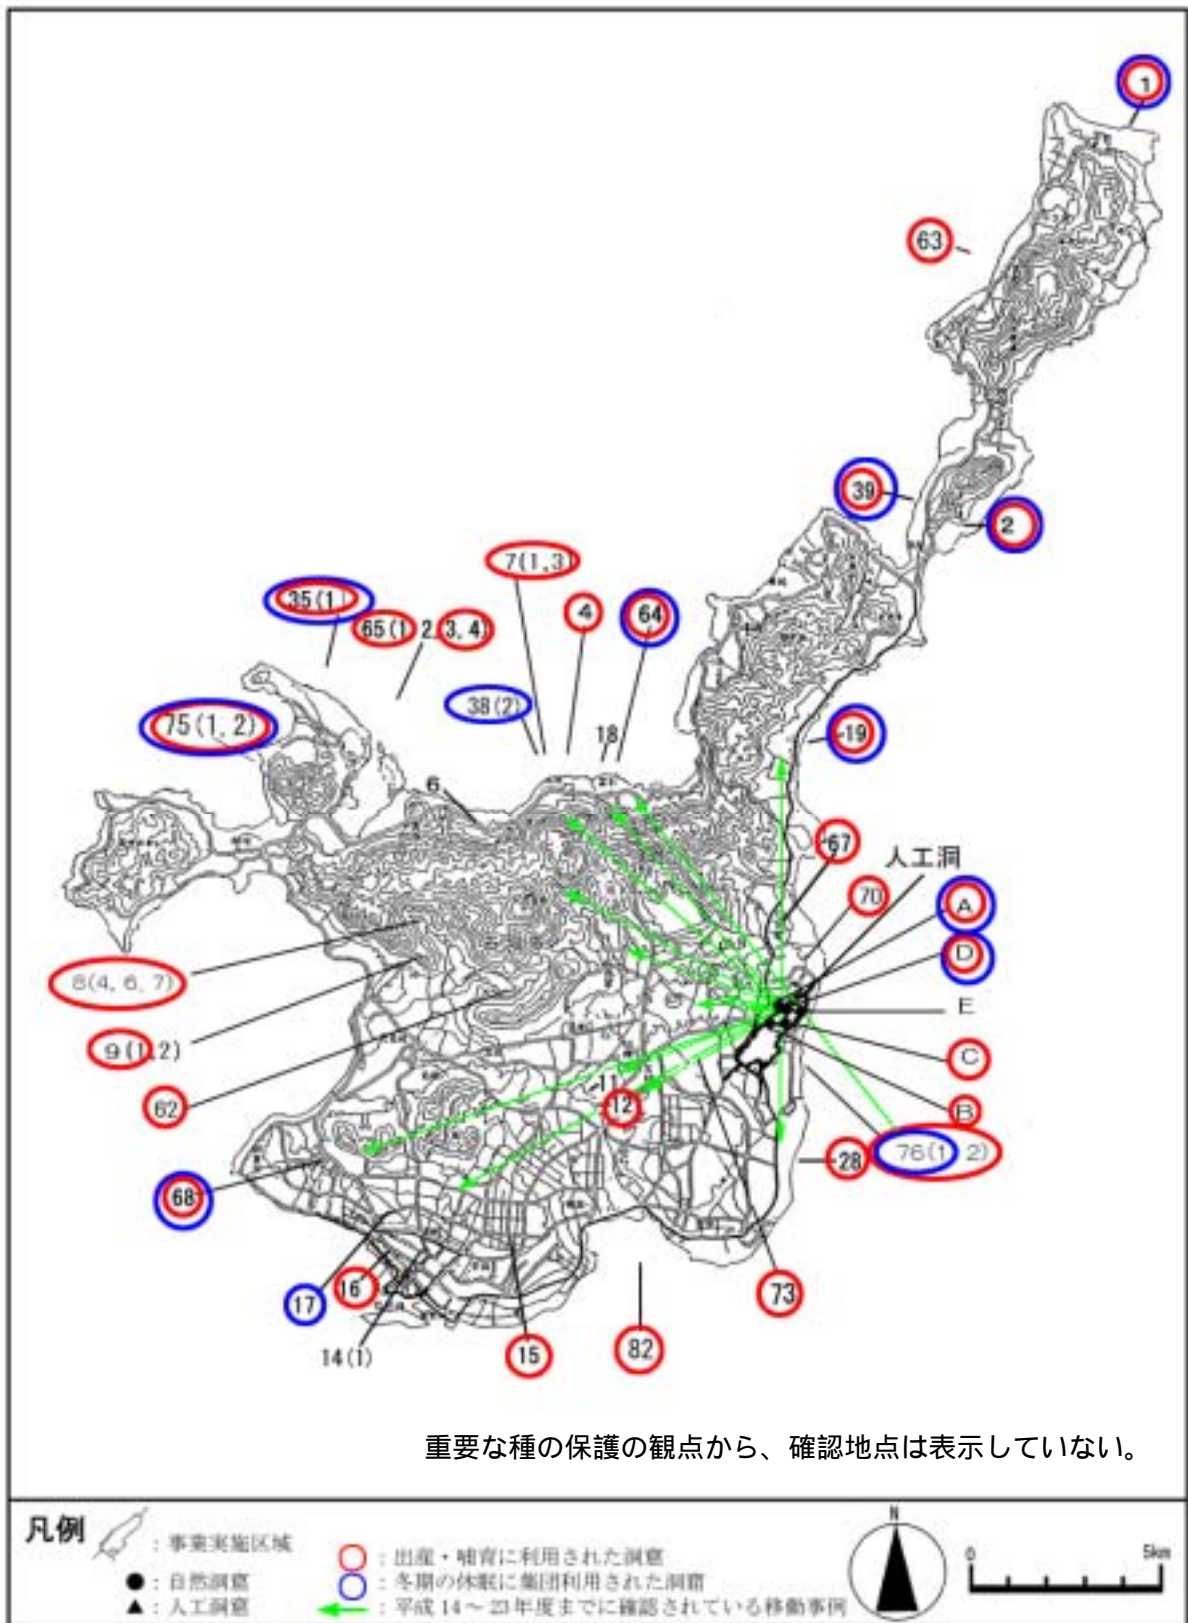 1
63
39
2
7(1,3)
35(1)
4
64
65(1 2,3,4)
38(2)
75(1,2)
18
19
6
67
人工洞
70
A
D
8(4,6,7)
E
9(1,2)
C
11
62
12
B
76(1 2)
28
68
16
17
73
14(1)
15
82
重要な種の保護の観点から、確認地点は表示していない。
凡例
：事業実施区域
：出産・哺育に利用された洞窟
●：自然洞窟
：冬期の休眠に集団利用された洞窟
▲：人工洞窟
：平成14～23年度までに確認されている移動事例
N
0 5km